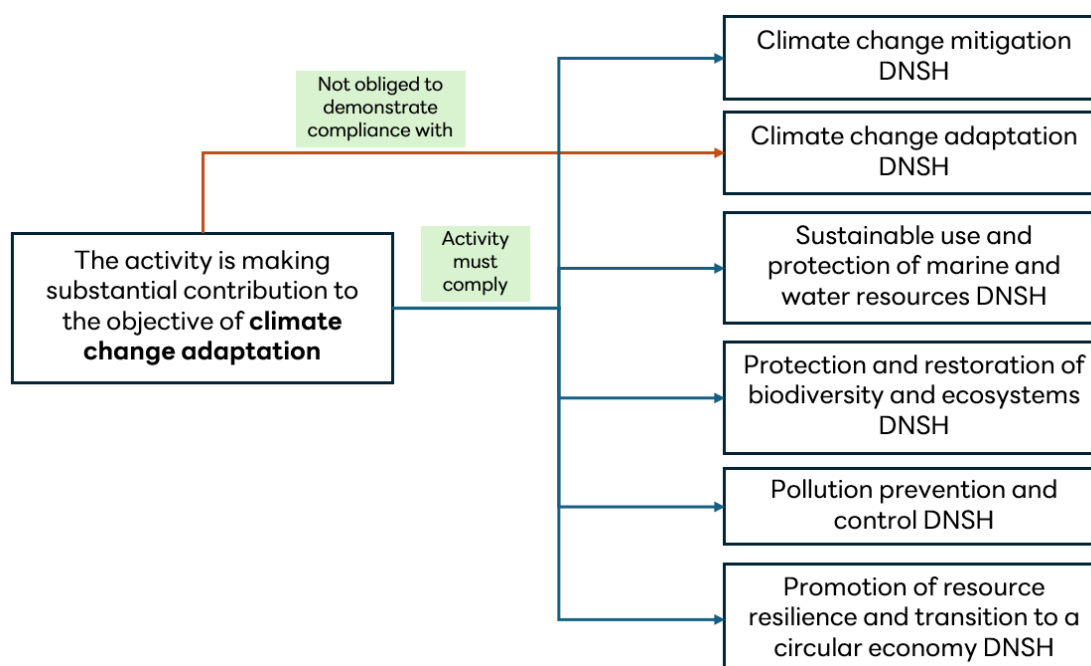 Climate change mitigation
DNSH
Not obliged to
demonstrate
compliance with
Climate change adaptation
DNSH
Activity
must
comply
The activity is making
substantial contribution to
the objective of climate
change adaptation
Sustainable use and
protection of marine and
water resources DNSH
Protection and restoration of
biodiversity and ecosystems
DNSH
Pollution prevention and
control DNSH
Promotion of resource
resilience and transition to a
circular economy DNSH